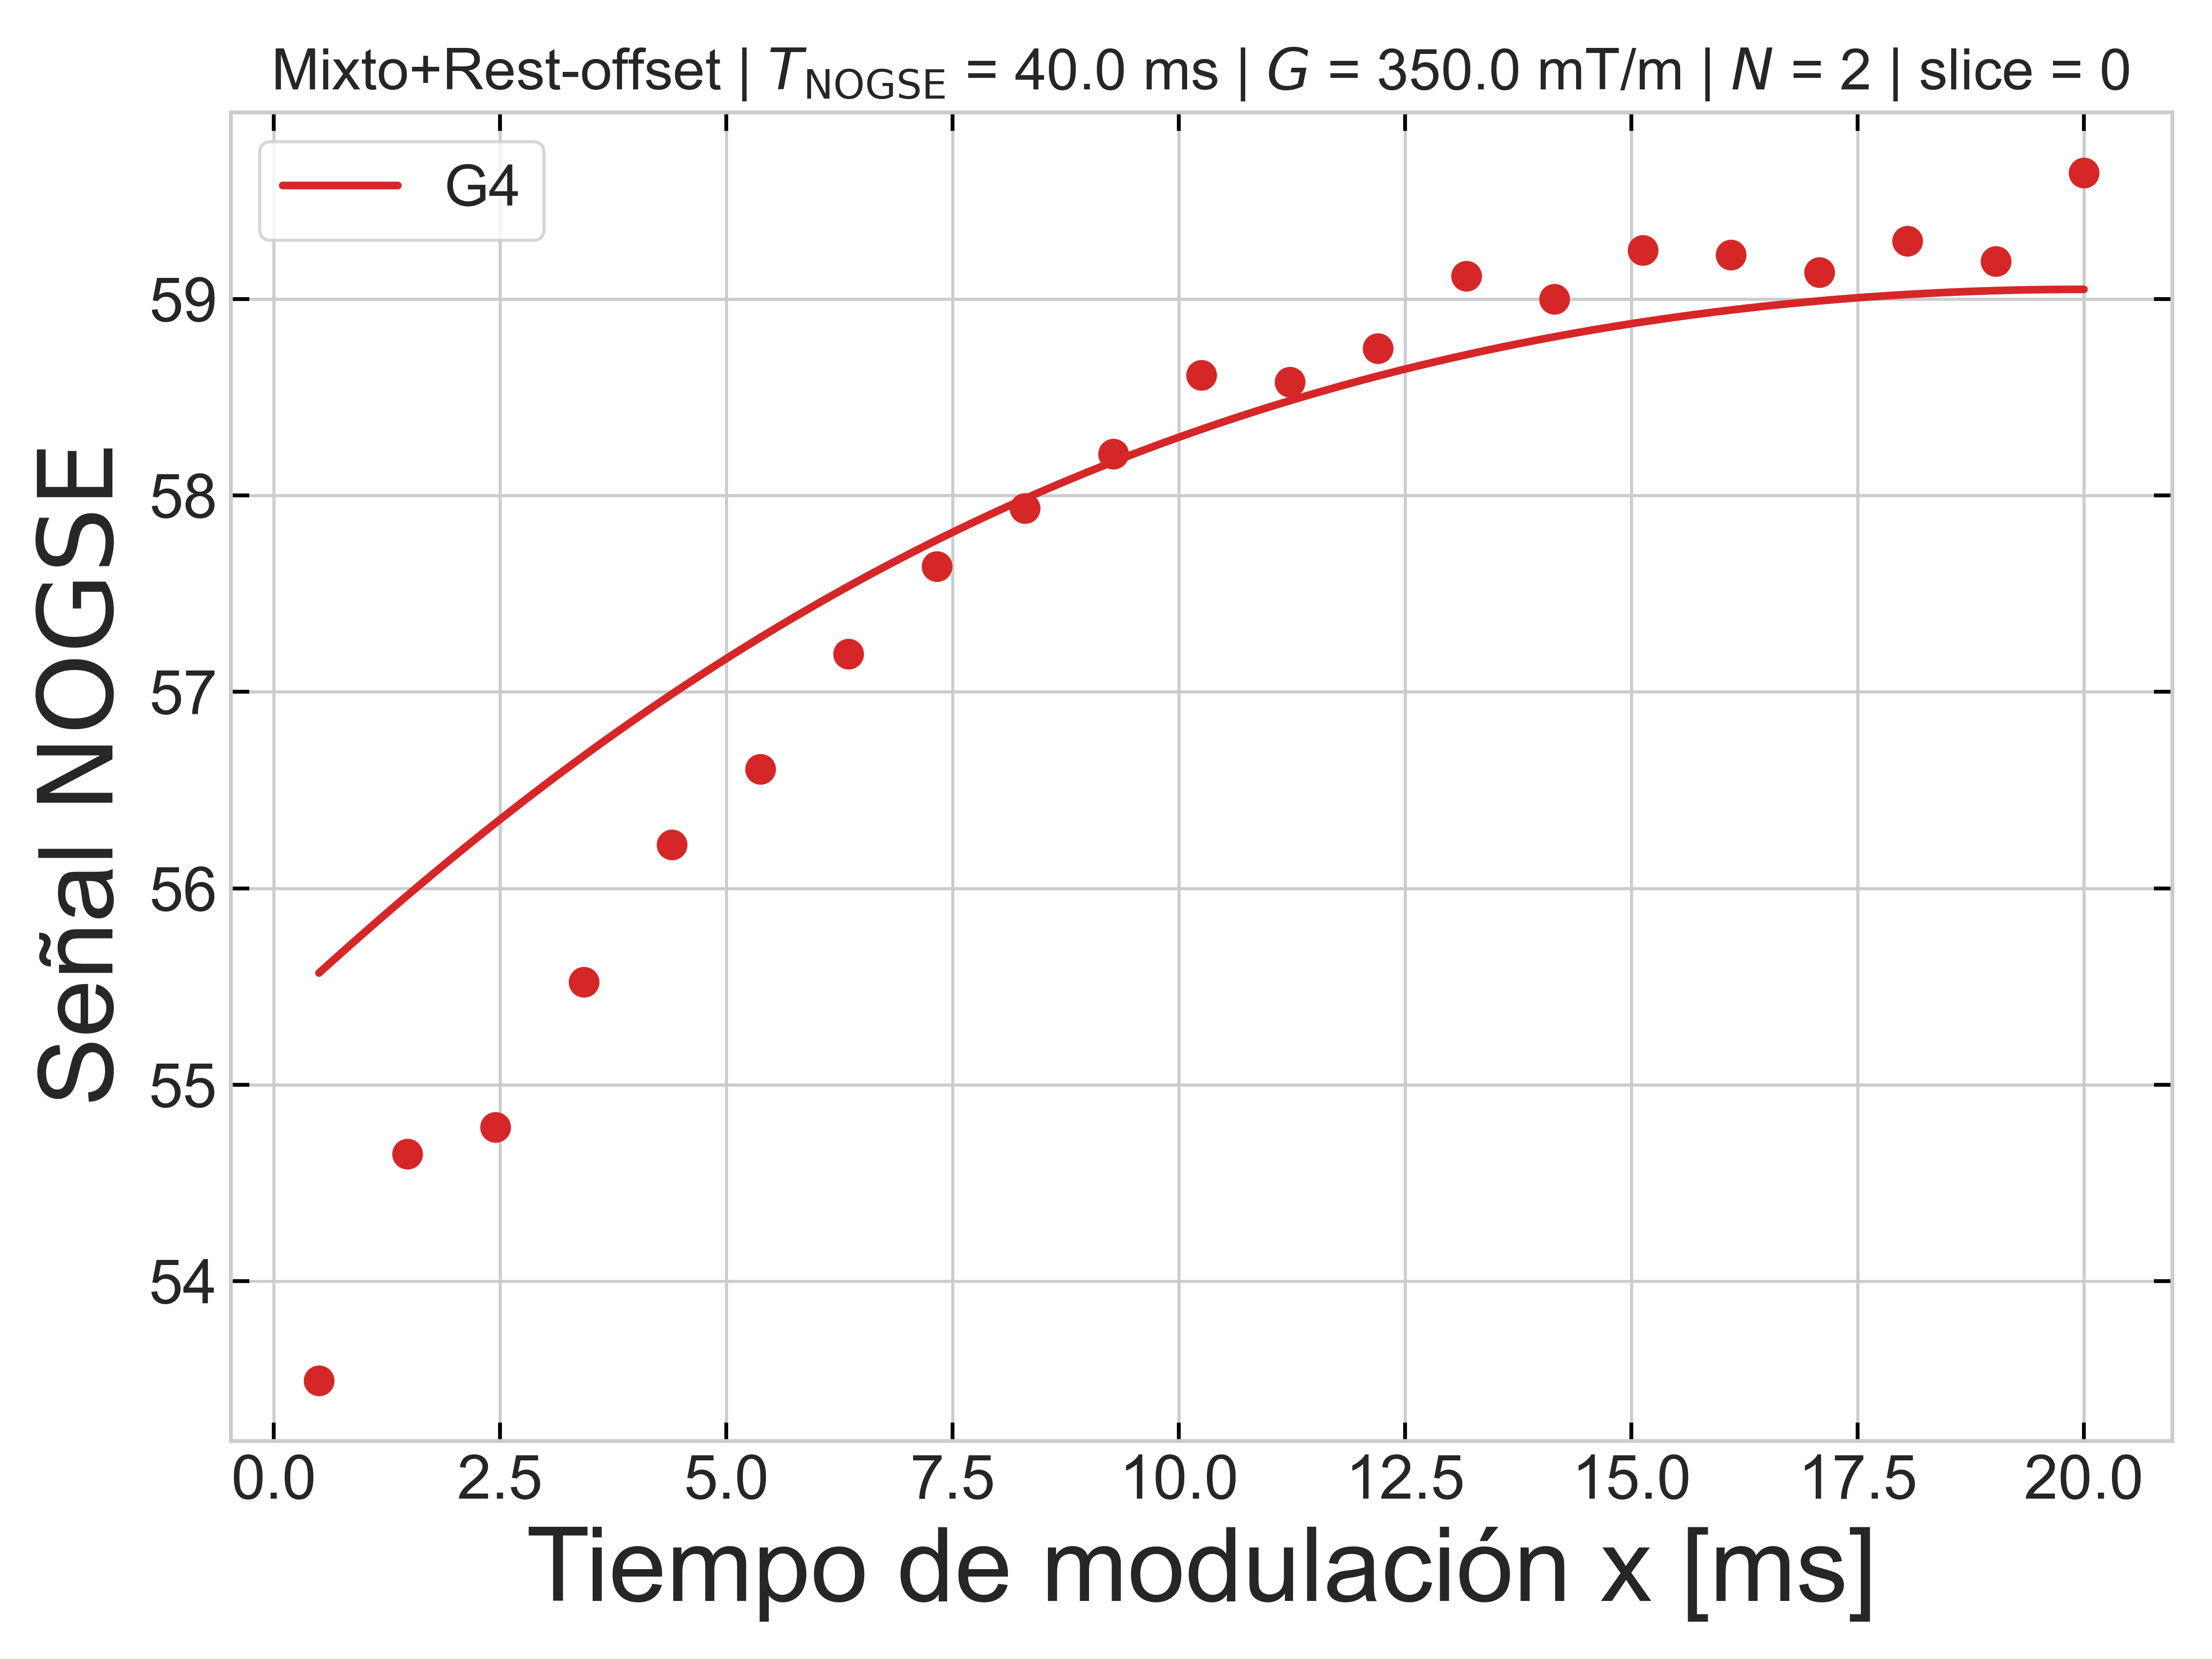 Mixto+Rest-offset | T_NOGSE = 40.0 ms | G = 350.0 mT/m | N = 2 | slice = 0
G4
Señal NOGSE
59
58
57
56
55
54
0.0 2.5 5.0 7.5 10.0 12.5 15.0 17.5 20.0
Tiempo de modulación x [ms]